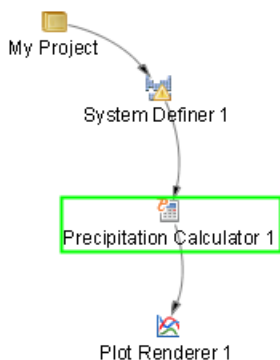 My Project
System Definer 1
Precipitation Calculator 1
Plot Renderer 1